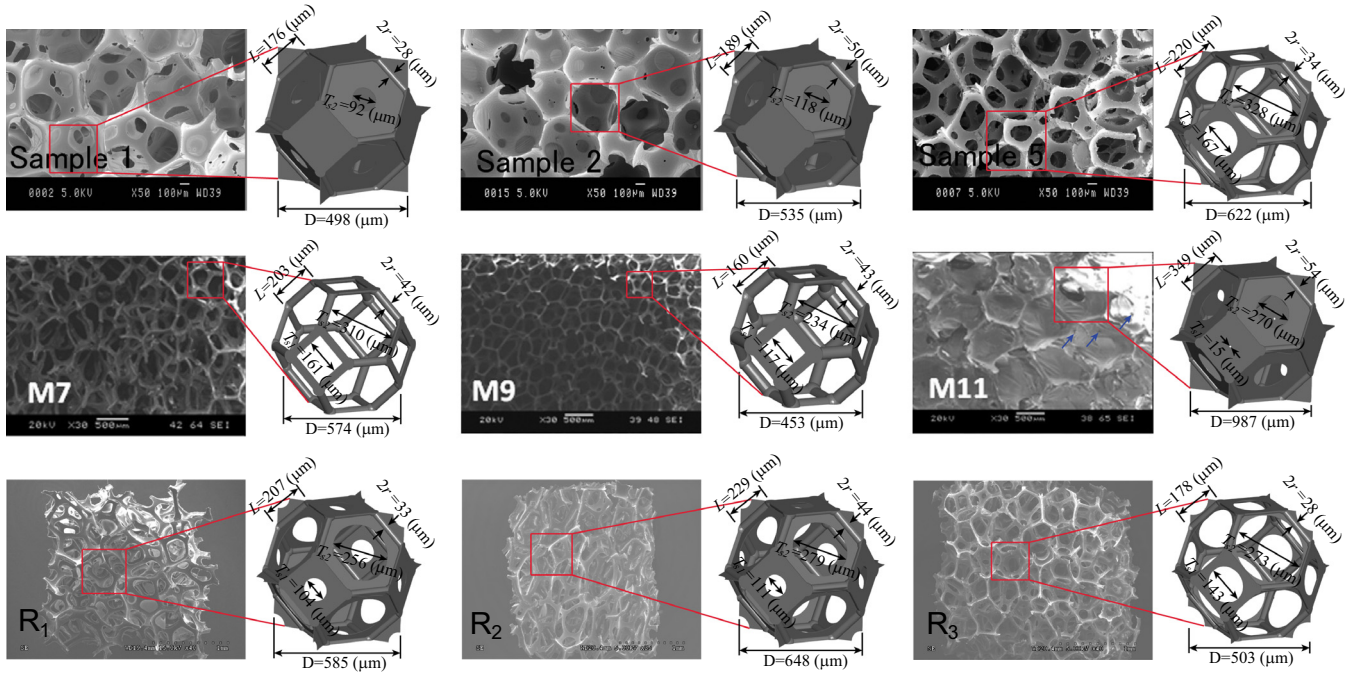 L=176 (μm)
2r =28 (μm)
Ts2=92 (μm)
Sample 1
0002 5.0KV X50 100μm WD39
D=498 (μm)
L=189 (μm)
2r =50 (μm)
Ts2=118 (μm)
Sample 2
0015 5.0KV X50 100μm WD39
D=535 (μm)
L=220 (μm)
2r =34 (μm)
Ts2=328 (μm)
Ts1=167 (μm)
Sample 5
0007 5.0KV X50 100μm WD39
D=622 (μm)
L=203 (μm)
2r =42 (μm)
Ts2=310 (μm)
Ts1=161 (μm)
M7
20kV X30 500μm 42 64 SEI
D=574 (μm)
L=160 (μm)
2r =43 (μm)
Ts2=234 (μm)
Ts1=117 (μm)
M9
20kV X30 500μm 39 48 SEI
D=453 (μm)
L=349 (μm)
2r =54 (μm)
Ts2=270 (μm)
Ts1=15 (μm)
M11
20kV X30 500μm 38 65 SEI
D=987 (μm)
L=207 (μm)
2r =33 (μm)
Ts2=256 (μm)
Ts1=104 (μm)
R1
D=585 (μm)
L=229 (μm)
2r =44 (μm)
Ts2=279 (μm)
Ts1=111 (μm)
R2
D=648 (μm)
L=178 (μm)
2r =28 (μm)
Ts2=273 (μm)
Ts1=143 (μm)
R3
D=503 (μm)